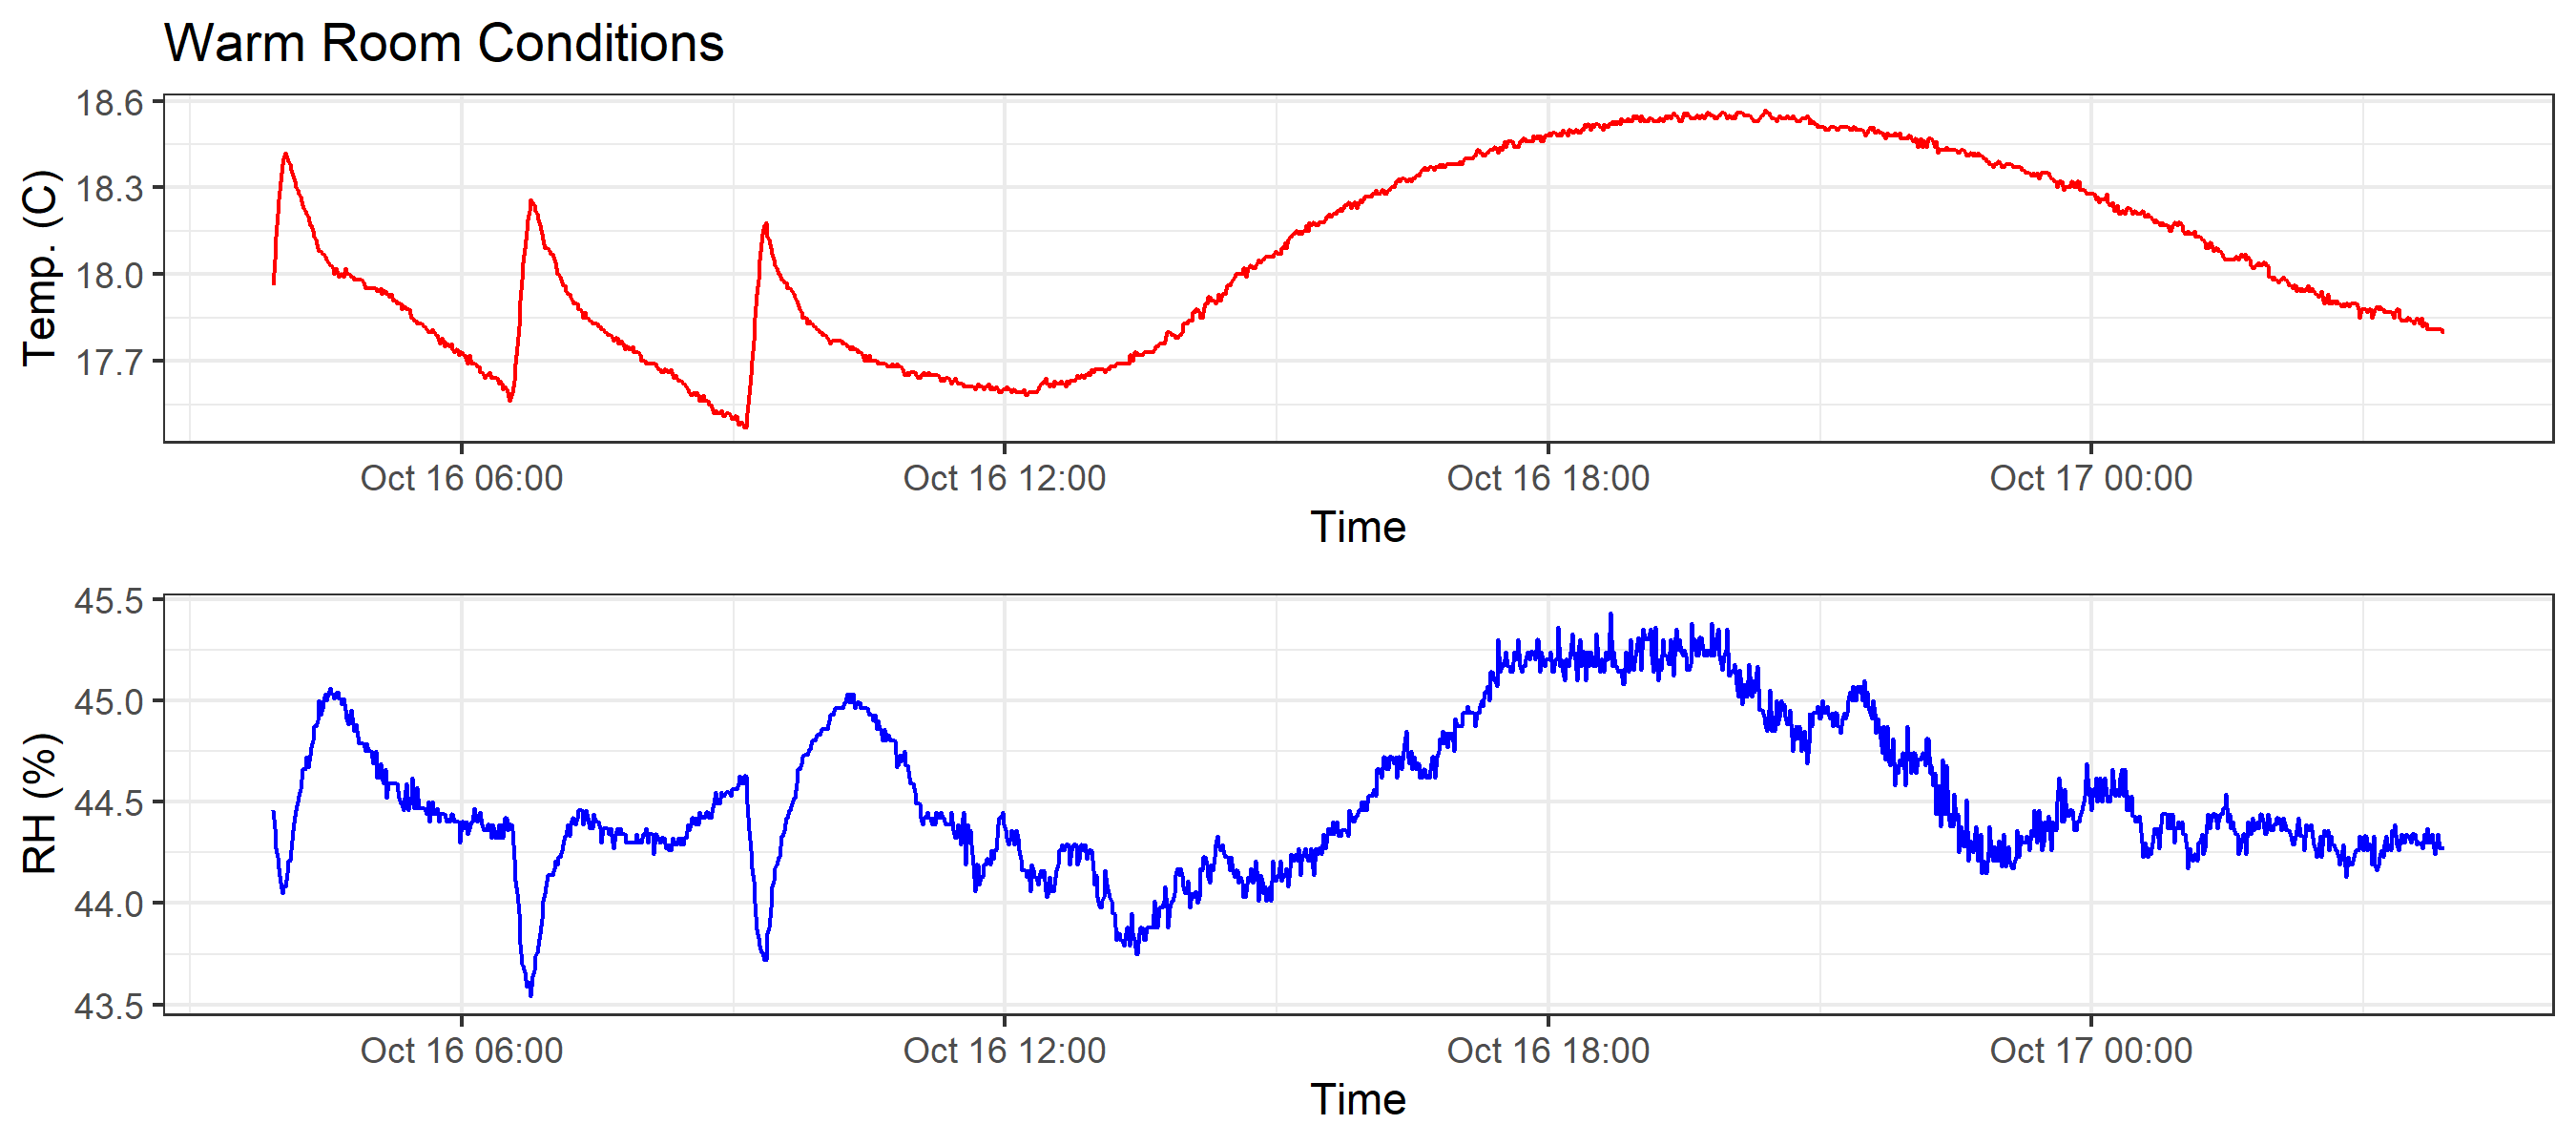 Warm Room Conditions
18.6
18.3
18.0
17.7
Temp. (C)
Oct 16 06:00 Oct 16 12:00 Oct 16 18:00 Oct 17 00:00
Time
45.5
45.0
44.5
44.0
43.5
RH (%)
Oct 16 06:00 Oct 16 12:00 Oct 16 18:00 Oct 17 00:00
Time